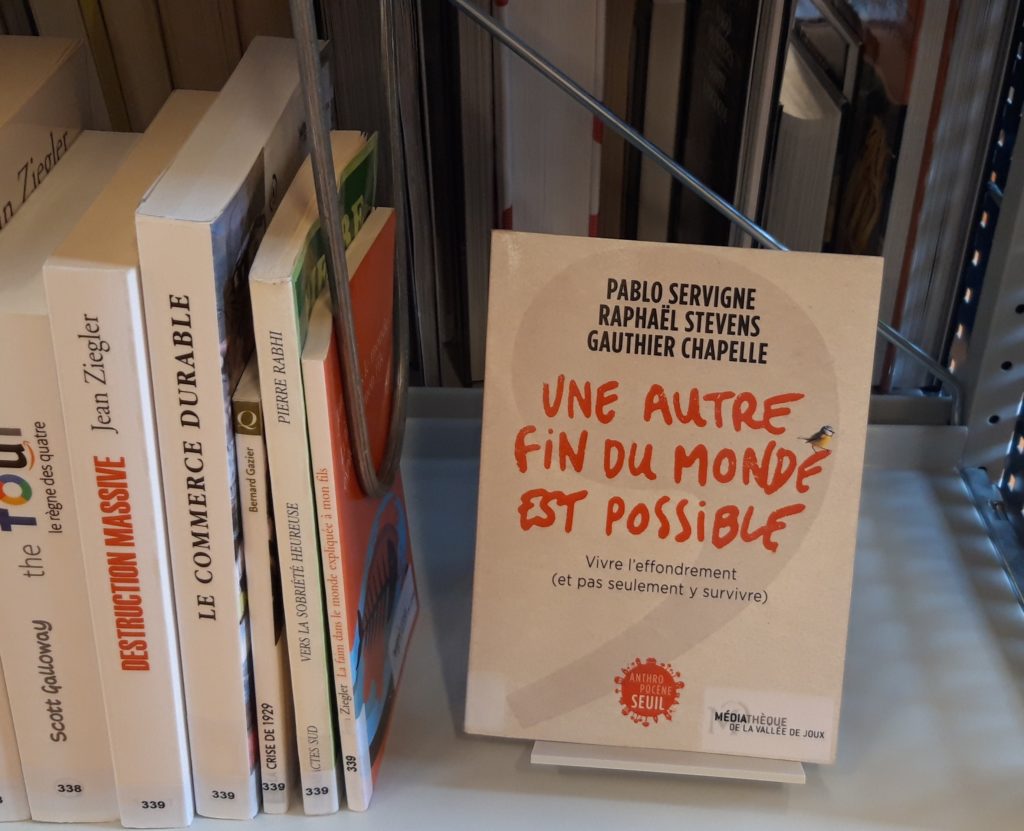 Jean Ziegler
the Four
le règne des quatre
Scott Galloway
338
Jean Ziegler
DESTRUCTION MASSIVE
339
LE COMMERCE DURABLE
339
Bernard Gazier
CRISE DE 1929
339
PIERRE RABHI
VERS LA SOBRIÉTÉ HEUREUSE
ACTES SUD
339
Ziegler La faim dans le monde expliquée à mon fils
339
PABLO SERVIGNE
RAPHAËL STEVENS
GAUTHIER CHAPELLE
UNE AUTRE
FIN DU MONDE
EST POSSIBLE
Vivre l'effondrement
(et pas seulement y survivre)
ANTHRO
POCÈNE
SEUIL
MÉDIATHÈQUE
DE LA VALLÉE DE JOUX